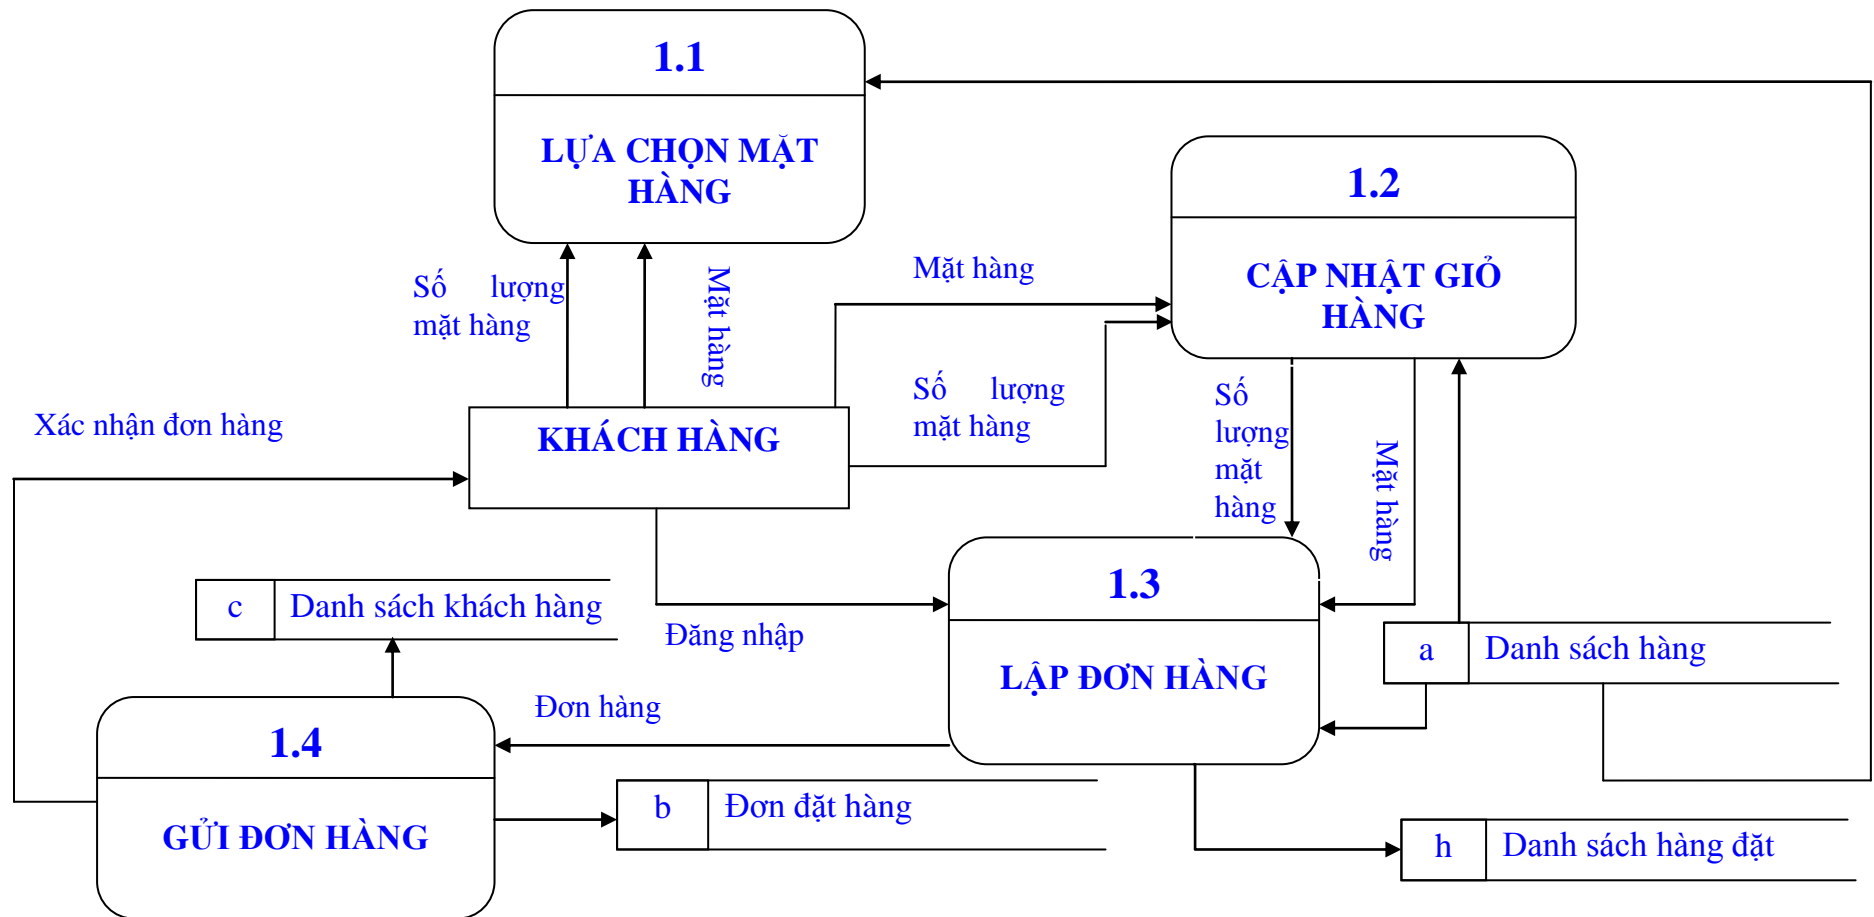 1.1
LỰA CHỌN MẶT
HÀNG
1.2
CẬP NHẬT GIỎ
HÀNG
Số lượng
mặt hàng
Mặt hàng
Mặt hàng
Số lượng
mặt hàng
Số
lượng
mặt
hàng
Mặt hàng
Xác nhận đơn hàng
KHÁCH HÀNG
c Danh sách khách hàng
Đăng nhập
1.3
LẬP ĐƠN HÀNG
a Danh sách hàng
Đơn hàng
1.4
GỬI ĐƠN HÀNG
b Đơn đặt hàng
h Danh sách hàng đặt